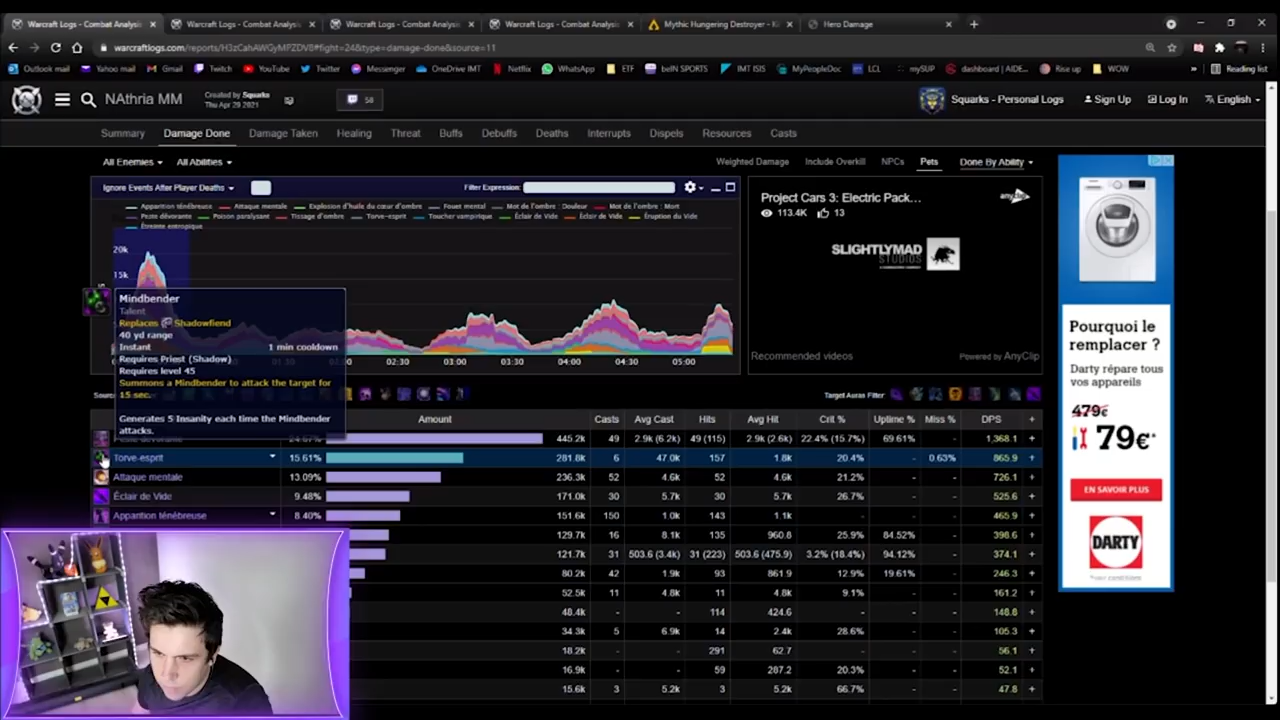 Warcraft Logs - Combat Analysis
Warcraft Logs - Combat Analysis
Warcraft Logs - Combat Analysis
Warcraft Logs - Combat Analysis
Mythic Hungering Destroyer - Ki
Hero Damage
warcraftlogs.com/reports/H3zCahAWGyMPZDV8#fight=24&type=damage-done&source=11
Outlook mail
Yahoo mail
Gmail
Twitch
YouTube
Twitter
Messenger
OneDrive IMT
Netflix
WhatsApp
ETF
beIN SPORTS
IMT ISIS
MyPeopleDoc
LCL
mySUP
dashboard | AIDE...
Rise up
WOW
»
Reading list
NAthria MM
Created by Squarks
Thu Apr 29 2021
58
Squarks - Personal Logs
Sign Up
Log In
English
Summary
Damage Done
Damage Taken
Healing
Threat
Buffs
Debuffs
Deaths
Interrupts
Dispels
Resources
Casts
All Enemies
All Abilities
Weighted Damage
Include Overkill
NPCs
Pets
Done By Ability
Ignore Events After Player Deaths
Filter Expression:
Apparition ténébreuse
Attaque mentale
Explosion d'huile du cœur d'ombre
Fouet mental
Mot de l'ombre : Douleur
Mot de l'ombre : Mort
Peste dévorante
Poison paralysant
Tissage d'ombre
Torve-esprit
Toucher vampirique
Éclair de Vide
Éclair de Vide
Éruption du Vide
Étreinte entropique
20k
15k
02:30
03:00
03:30
04:00
04:30
05:00
Mindbender
Talent
Replaces Shadowfiend
40 yd range
Instant
1 min cooldown
Requires Priest (Shadow)
Requires level 45
Summons a Mindbender to attack the target for
15 sec.
Generates 5 Insanity each time the Mindbender
attacks.
Project Cars 3: Electric Pack...
113.4K
13
anyclip
SLIGHTLYMAD
STUDIOS
Recommended videos
Powered by AnyClip
Target Auras Filter
Amount
Casts
Avg Cast
Hits
Avg Hit
Crit %
Uptime %
Miss %
DPS
+
Peste dévorante 24.67% 445.2k 49 2.9k (6.2k) 49 (115) 2.9k (2.6k) 22.4% (15.7%) 69.61% - 1,368.1 +
Torve-esprit 15.61% 281.8k 6 47.0k 157 1.8k 20.4% - 0.63% 865.9 +
Attaque mentale 13.09% 236.3k 52 4.6k 52 4.6k 21.2% - - 726.1 +
Éclair de Vide 9.48% 171.0k 30 5.7k 30 5.7k 26.7% - - 525.6 +
Apparition ténébreuse 8.40% 151.6k 150 1.0k 143 1.1k - - - 465.9 +
129.7k 16 8.1k 135 960.8 25.9% 84.52% - 398.6 +
121.7k 31 503.6 (3.4k) 31 (223) 503.6 (475.9) 3.2% (18.4%) 94.12% - 374.1 +
80.2k 42 1.9k 93 861.9 12.9% 19.61% - 246.3 +
52.5k 11 4.8k 11 4.8k 9.1% - - 161.2 +
48.4k - - 114 424.6 - - - 148.8 +
34.3k 5 6.9k 14 2.4k 28.6% - - 105.3 +
18.2k - - 291 62.7 - - - 56.1 +
16.9k - - 59 287.2 20.3% - - 52.1 +
15.6k 3 5.2k 3 5.2k 66.7% - - 47.8 +
Pourquoi le
remplacer ?
Darty répare tous
vos appareils
479€
79€*
EN SAVOIR PLUS
DARTY